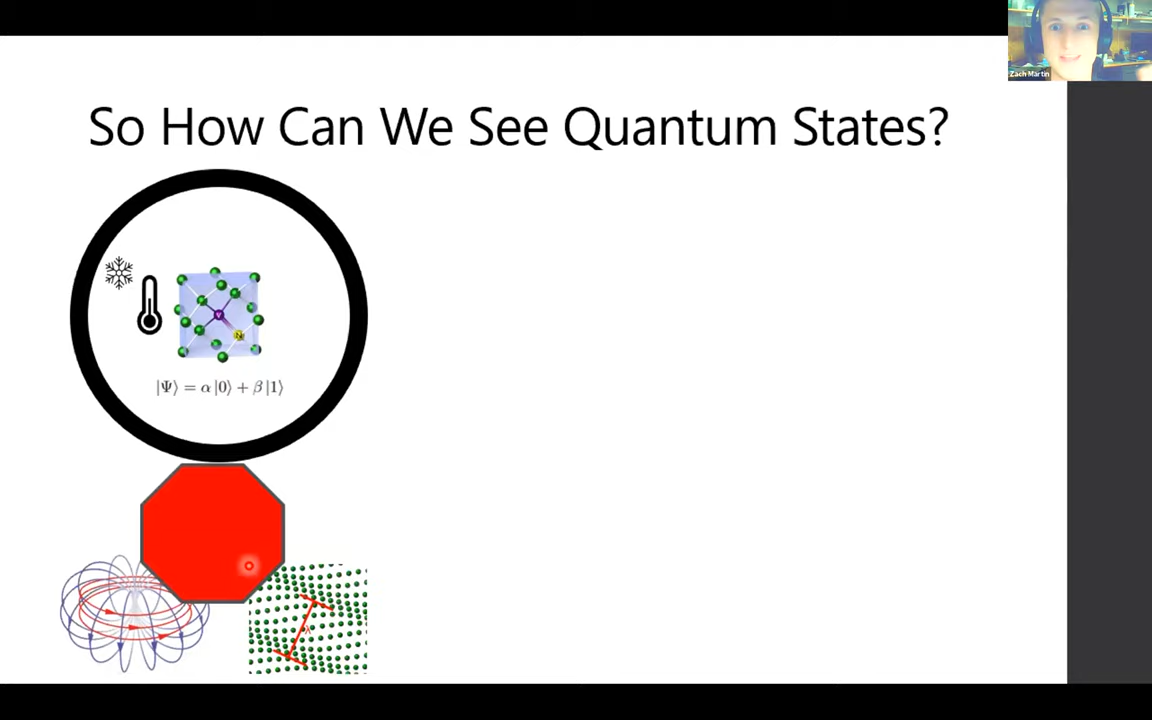 Zach Martin
So How Can We See Quantum States?
V
N
|Ψ⟩ = α|0⟩ + β|1⟩
λ